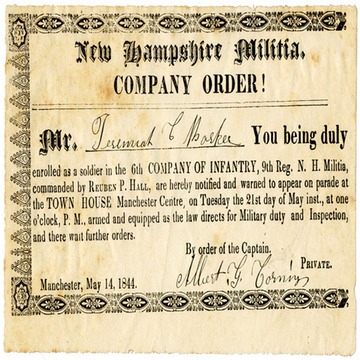 New Hampshire Militia.
COMPANY ORDER!
Mr. Jeremiah C Barker You being duly
enrolled as a soldier in the 6th COMPANY OF INFANTRY, 9th Reg. N. H. Militia,
commanded by REUBEN P. HALL, are hereby notified and warned to appear on parade at
the TOWN HOUSE Manchester Centre, on Tuesday the 21st day of May inst., at one
o'clock, P. M., armed and equipped as the law directs for Military duty and Inspection,
and there wait further orders.
By order of the Captain.
Albert G. PRIVATE.
Manchester, May 14, 1844.